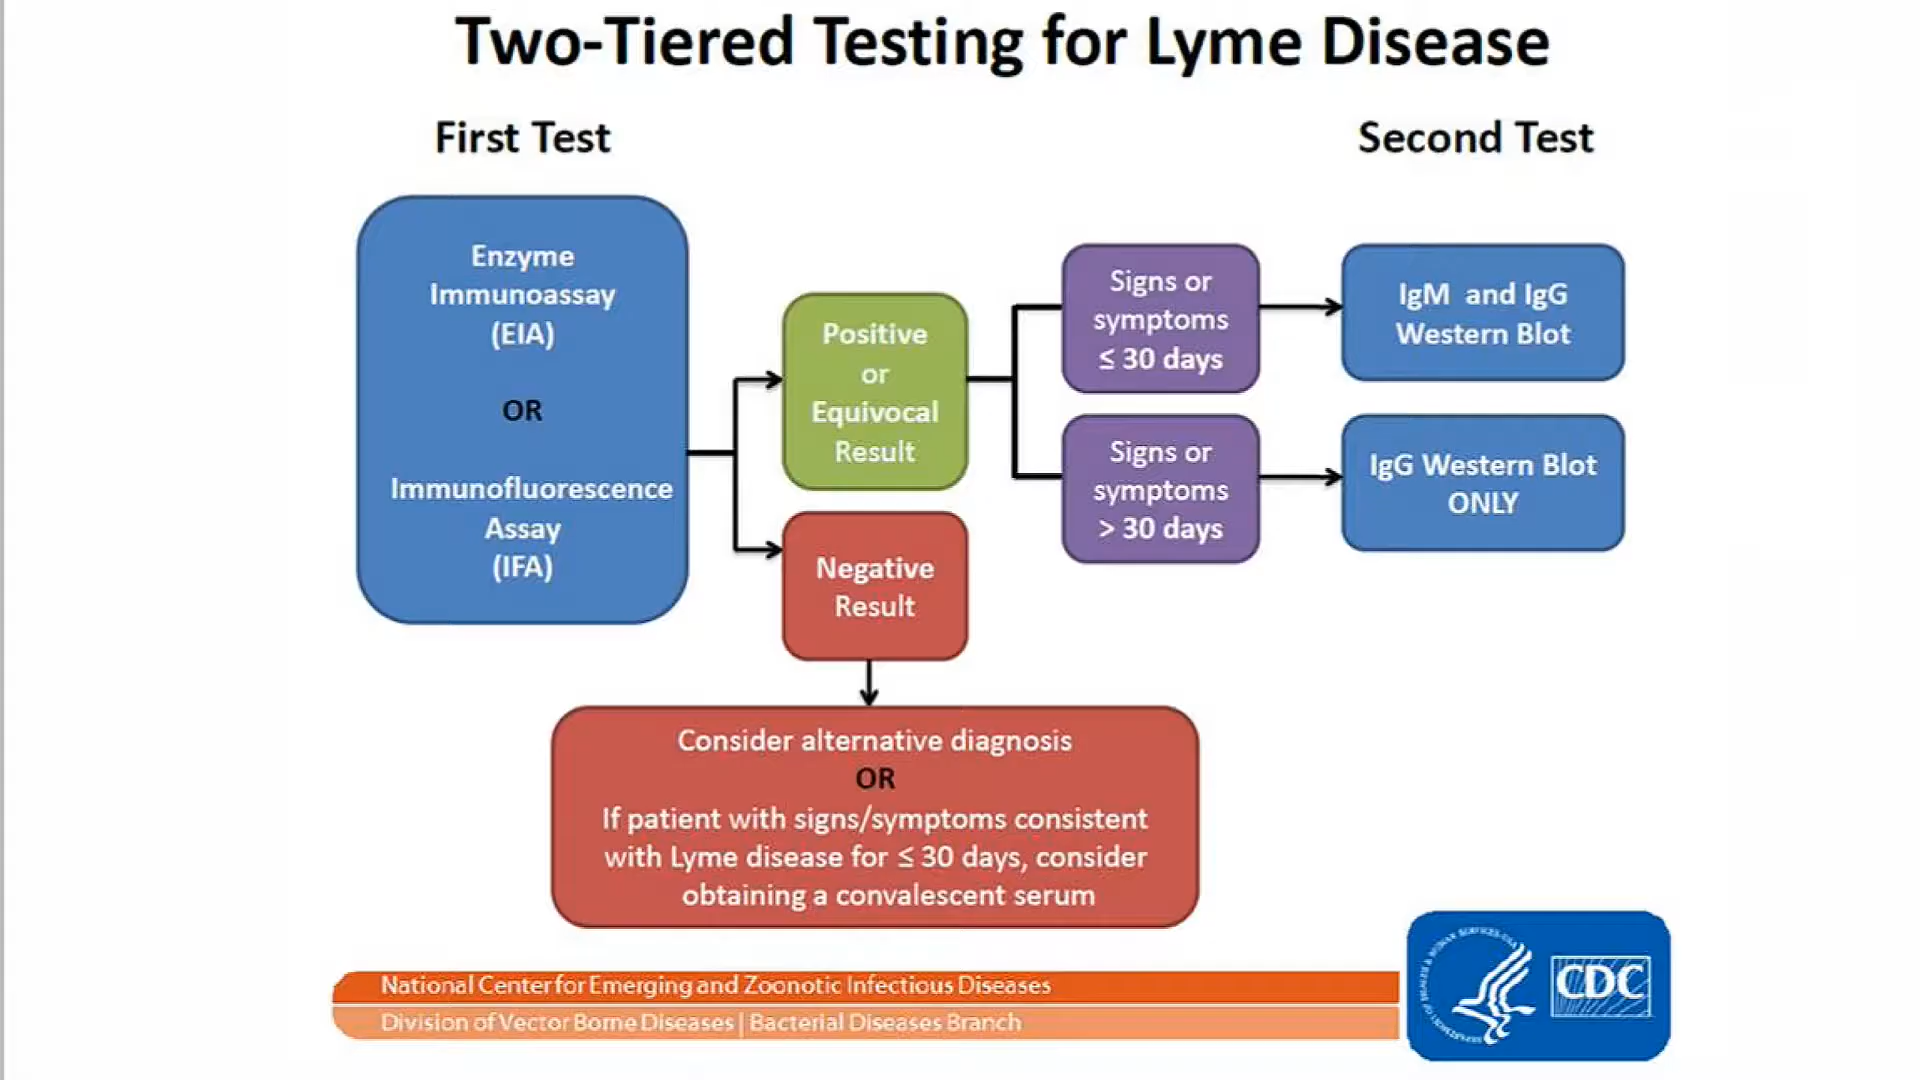 Two-Tiered Testing for Lyme Disease
First Test
Second Test
Enzyme
Immunoassay
(EIA)
OR
Immunofluorescence
Assay
(IFA)
Positive
or
Equivocal
Result
Negative
Result
Signs or
symptoms
≤ 30 days
Signs or
symptoms
> 30 days
IgM and IgG
Western Blot
IgG Western Blot
ONLY
Consider alternative diagnosis
OR
If patient with signs/symptoms consistent
with Lyme disease for ≤ 30 days, consider
obtaining a convalescent serum
National Center for Emerging and Zoonotic Infectious Diseases
Division of Vector Borne Diseases | Bacterial Diseases Branch
CDC